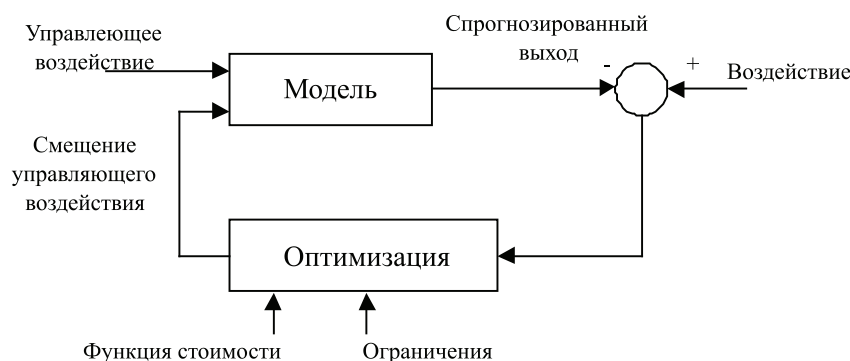 Управлеющее
воздействие
Спрогнозированный
выход
-
+
Воздействие
Модель
Смещение
управляющего
воздействия
Оптимизация
Функция стоимости
Ограничения